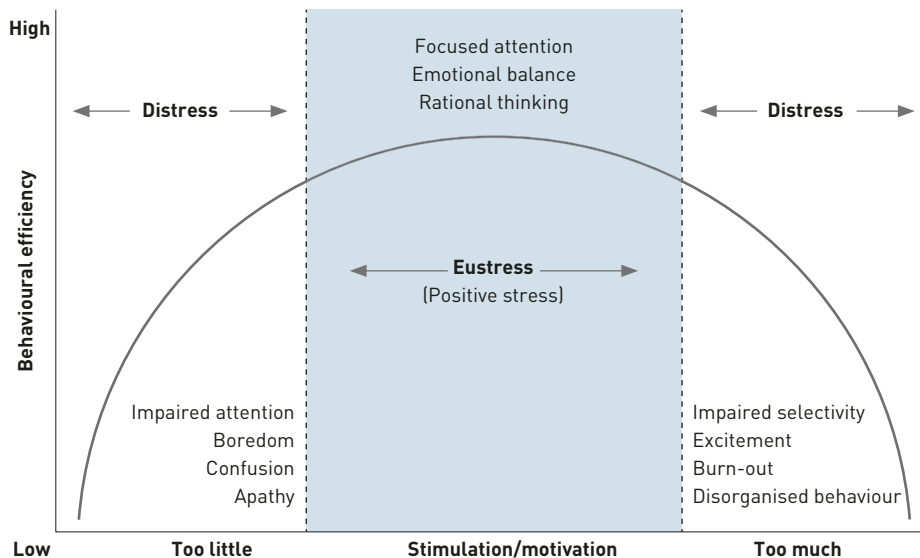 High
Focused attention
Emotional balance
Rational thinking
Distress
Distress
Behavioural efficiency
Eustress
(Positive stress)
Impaired attention
Boredom
Confusion
Apathy
Impaired selectivity
Excitement
Burn-out
Disorganised behaviour
Low
Too little
Stimulation/motivation
Too much